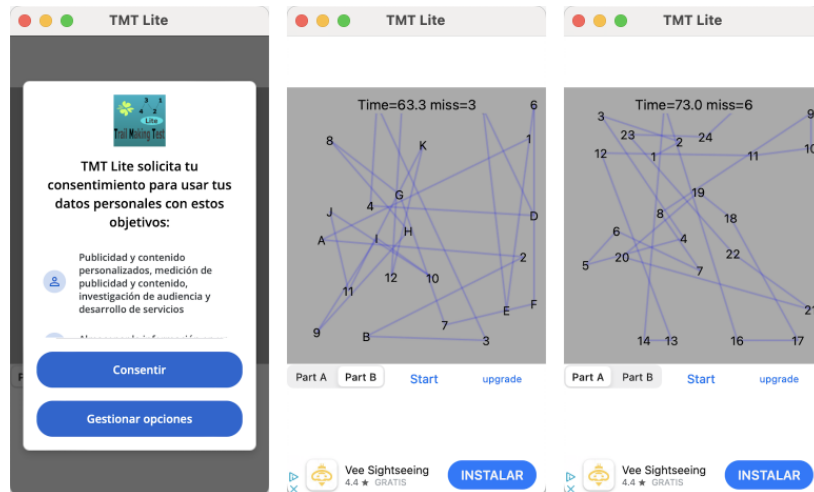 TMT Lite
3 1
4 2
Lite
Trail Making Test
TMT Lite solicita tu
consentimiento para usar tus
datos personales con estos
objetivos:
Publicidad y contenido
personalizados, medición de
publicidad y contenido,
investigación de audiencia y
desarrollo de servicios
Consentir
Gestionar opciones
TMT Lite
Time=63.3 miss=3
6
8
K
1
G
4
J
D
A
I
H
2
12
10
11
9
B
7
E
F
3
Part A
Part B
Start
upgrade
Vee Sightseeing
4.4 ★ GRATIS
INSTALAR
TMT Lite
Time=73.0 miss=6
3
9
23
2
24
12
1
11
10
19
8
18
6
4
5
20
7
22
21
14
13
16
17
Part A
Part B
Start
upgrade
Vee Sightseeing
4.4 ★ GRATIS
INSTALAR